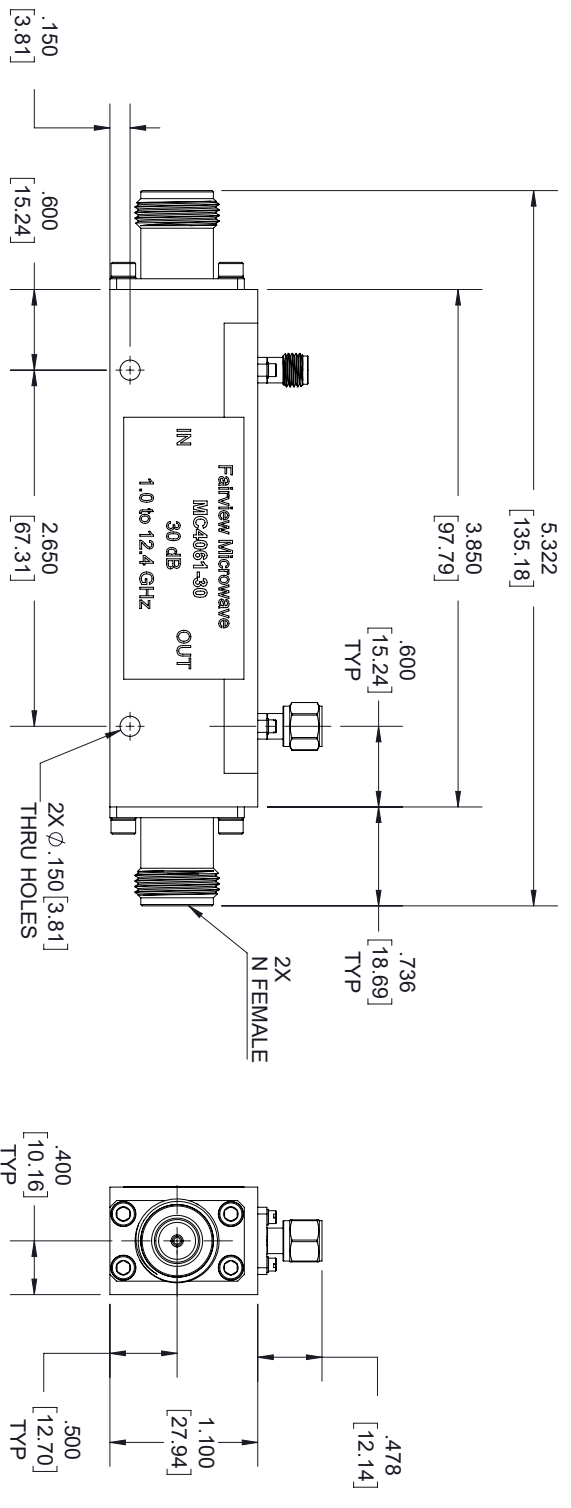 5.322
[135.18]
3.850
[97.79]
.600
[15.24]
TYP
.736
[18.69]
TYP
2X
N FEMALE
Fairview Microwave
MC4061-30
30 dB
1.0 to 12.4 GHz
IN
OUT
.150
[3.81]
.600
[15.24]
2.650
[67.31]
2X ∅.150 [3.81]
THRU HOLES
.478
[12.14]
1.100
[27.94]
.500
[12.70]
TYP
.400
[10.16]
TYP